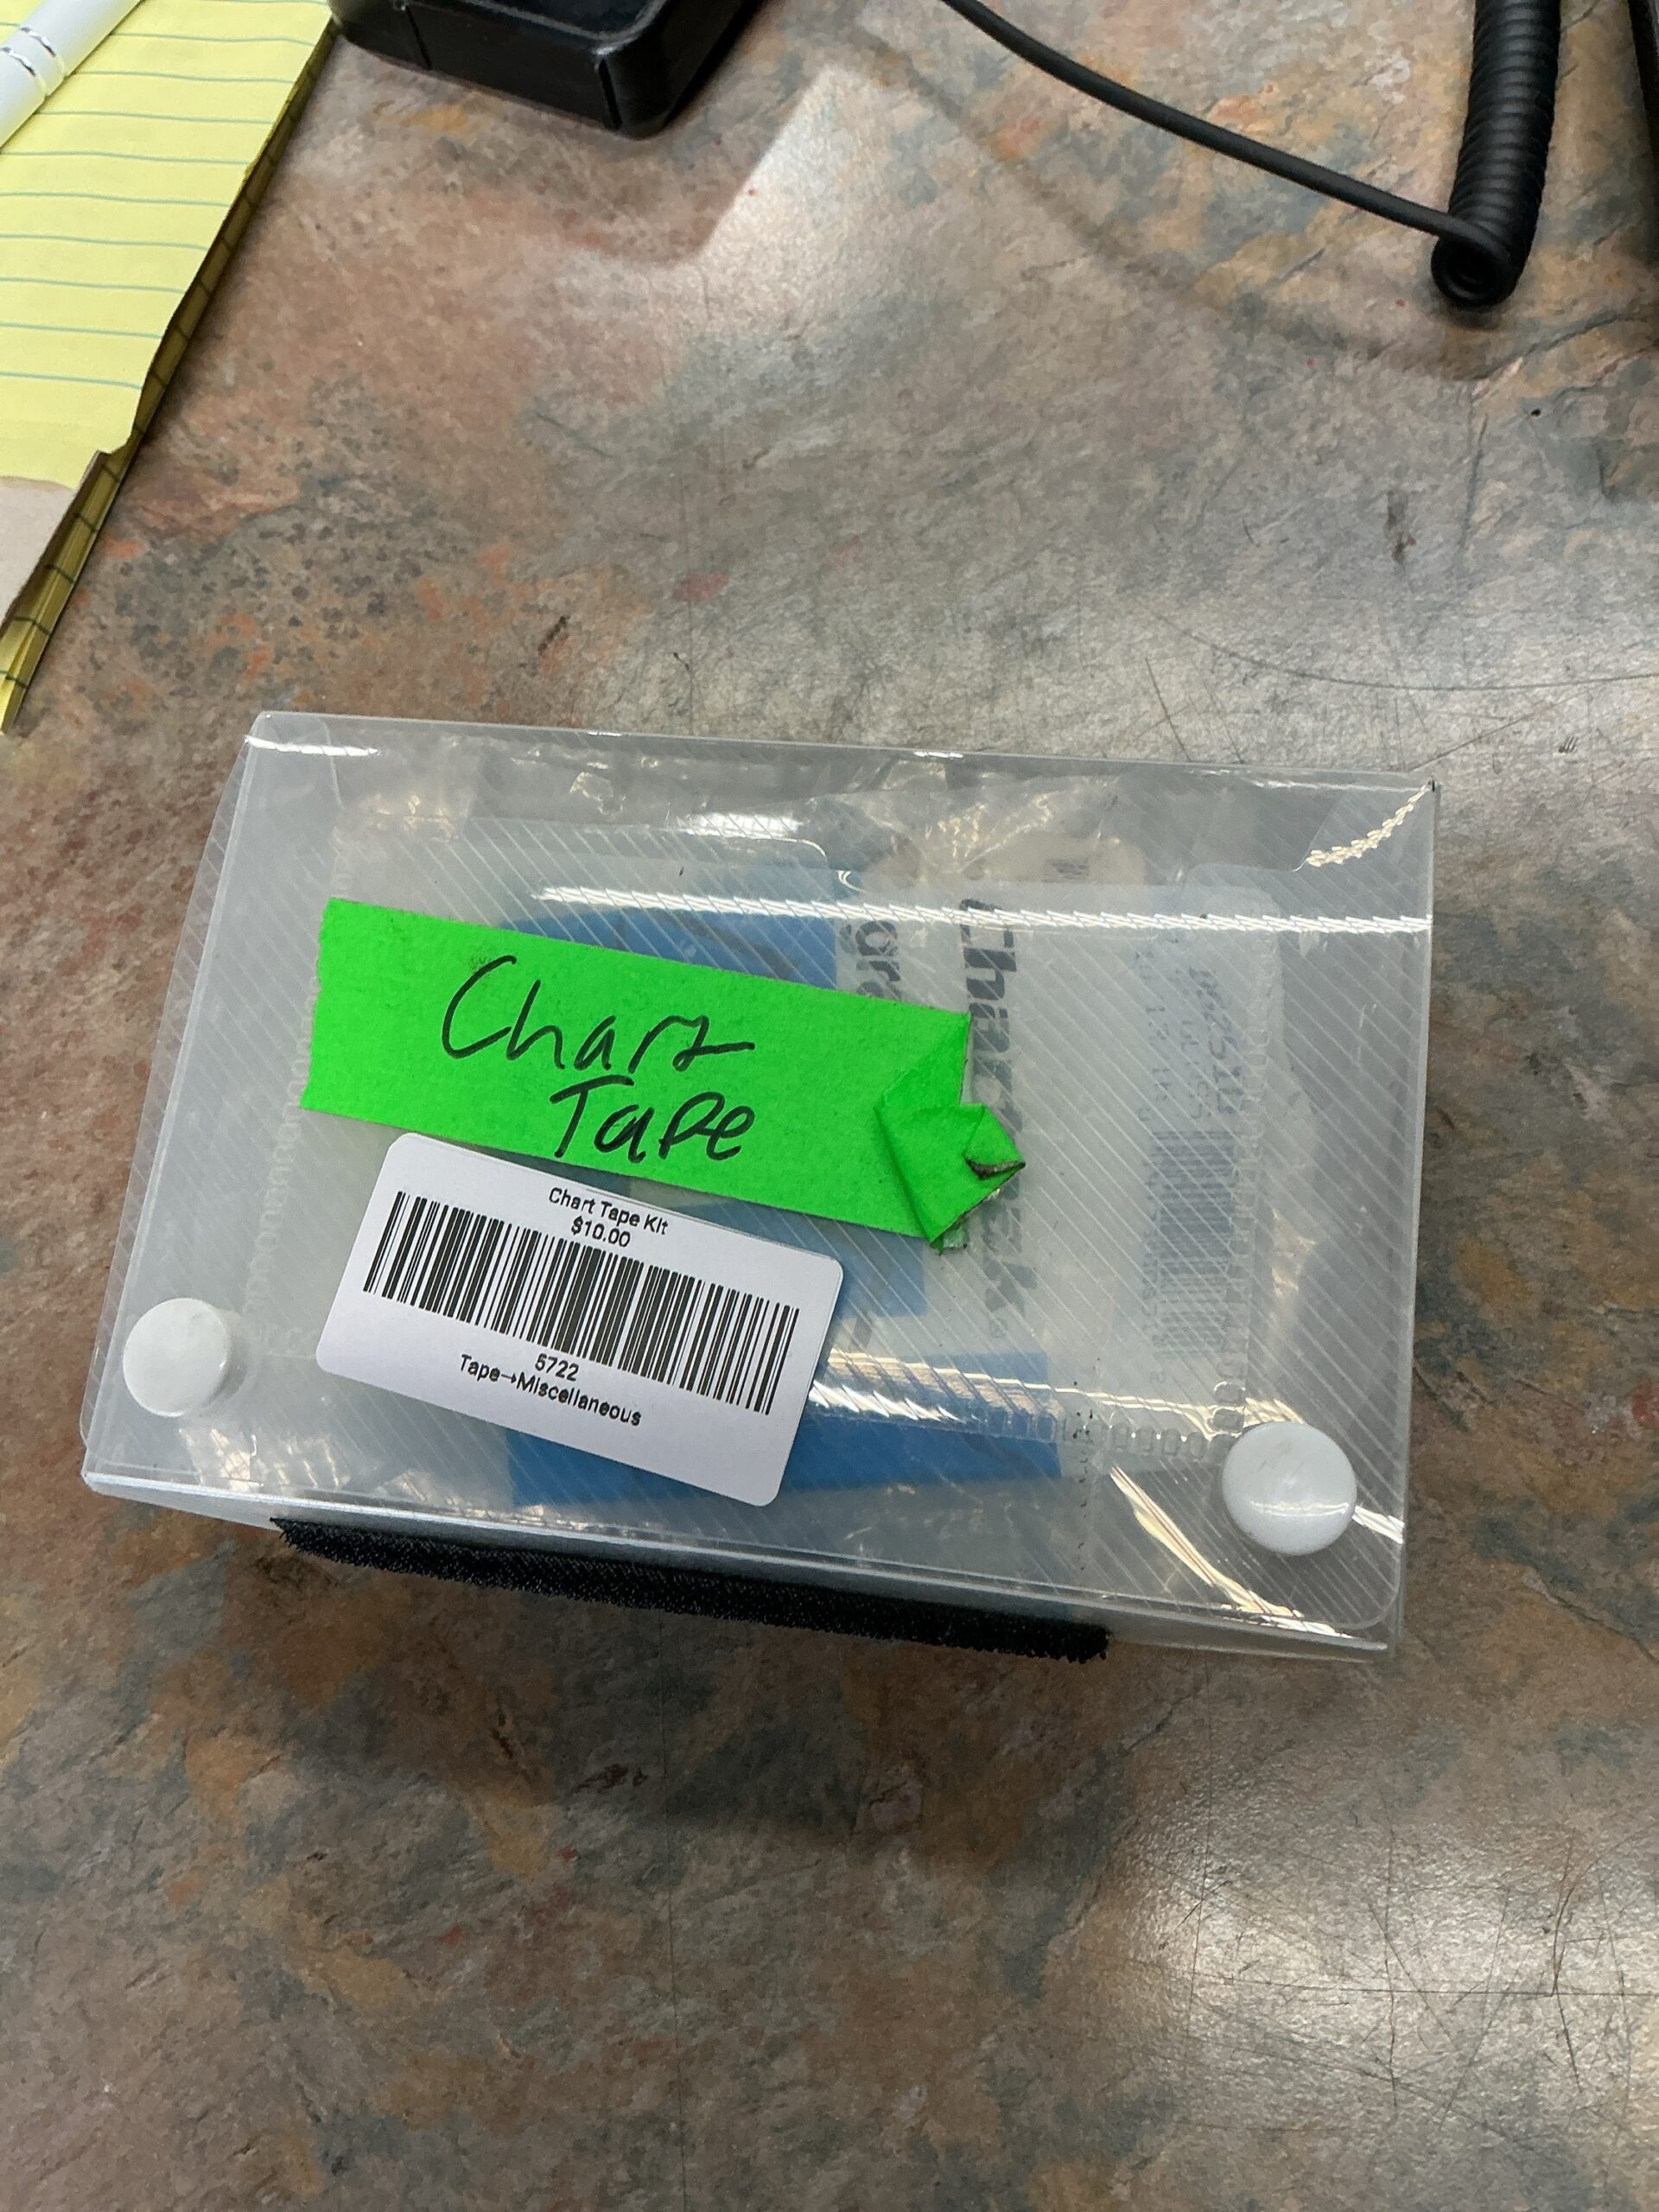 Chart
Tape
Chart Tape Kit
$10.00
5722
Tape→Miscellaneous